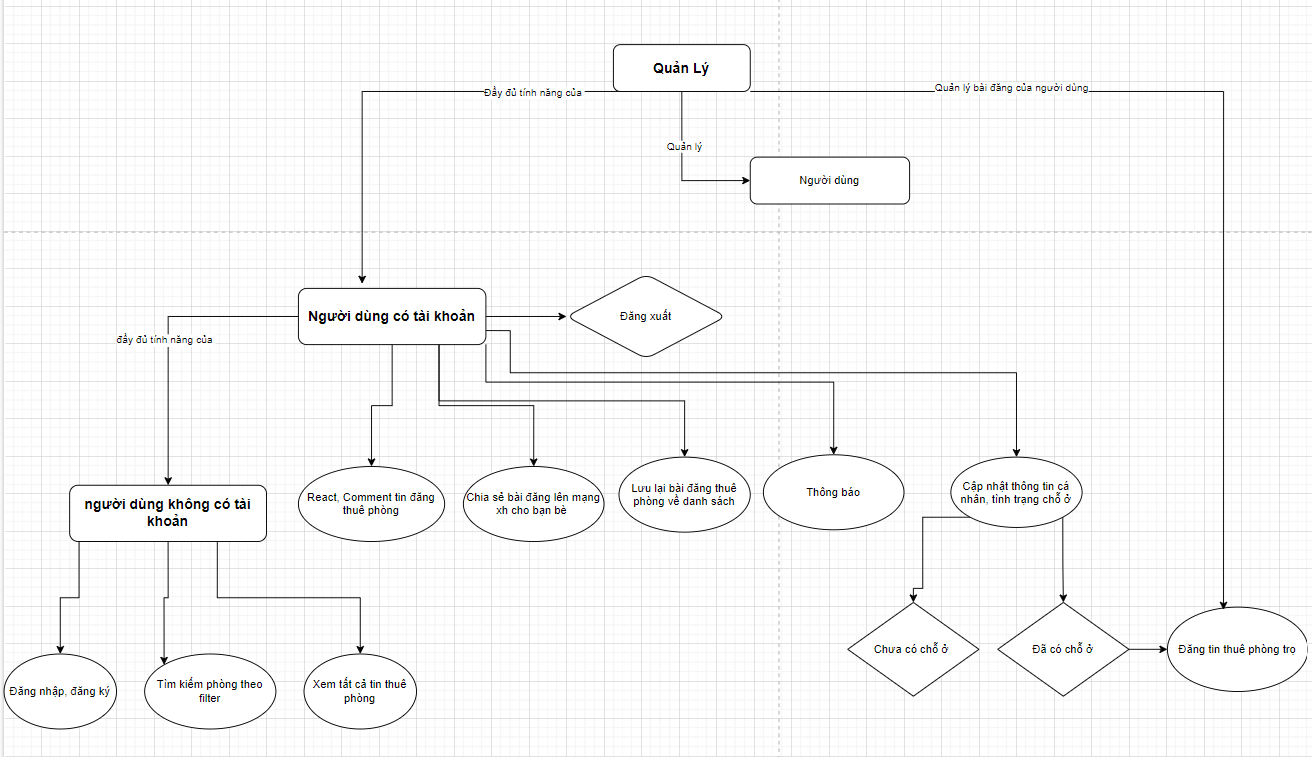 Quản Lý
Đẩy đủ tính năng của
Quản lý bài đăng của người dùng
Quản lý
Người dùng
Người dùng có tài khoản
Đăng xuất
đầy đủ tính năng của
người dùng không có tài
khoản
React, Comment tin đăng
thuê phòng
Chia sẻ bài đăng lên mạng
xh cho bạn bè
Lưu lại bài đăng thuê
phòng về danh sách
Thông báo
Cập nhật thông tin cá
nhân, tình trạng chỗ ở
Chưa có chỗ ở
Đã có chỗ ở
Đăng tin thuê phòng trọ
Đăng nhập, đăng ký
Tìm kiếm phòng theo
filter
Xem tất cả tin thuê
phòng